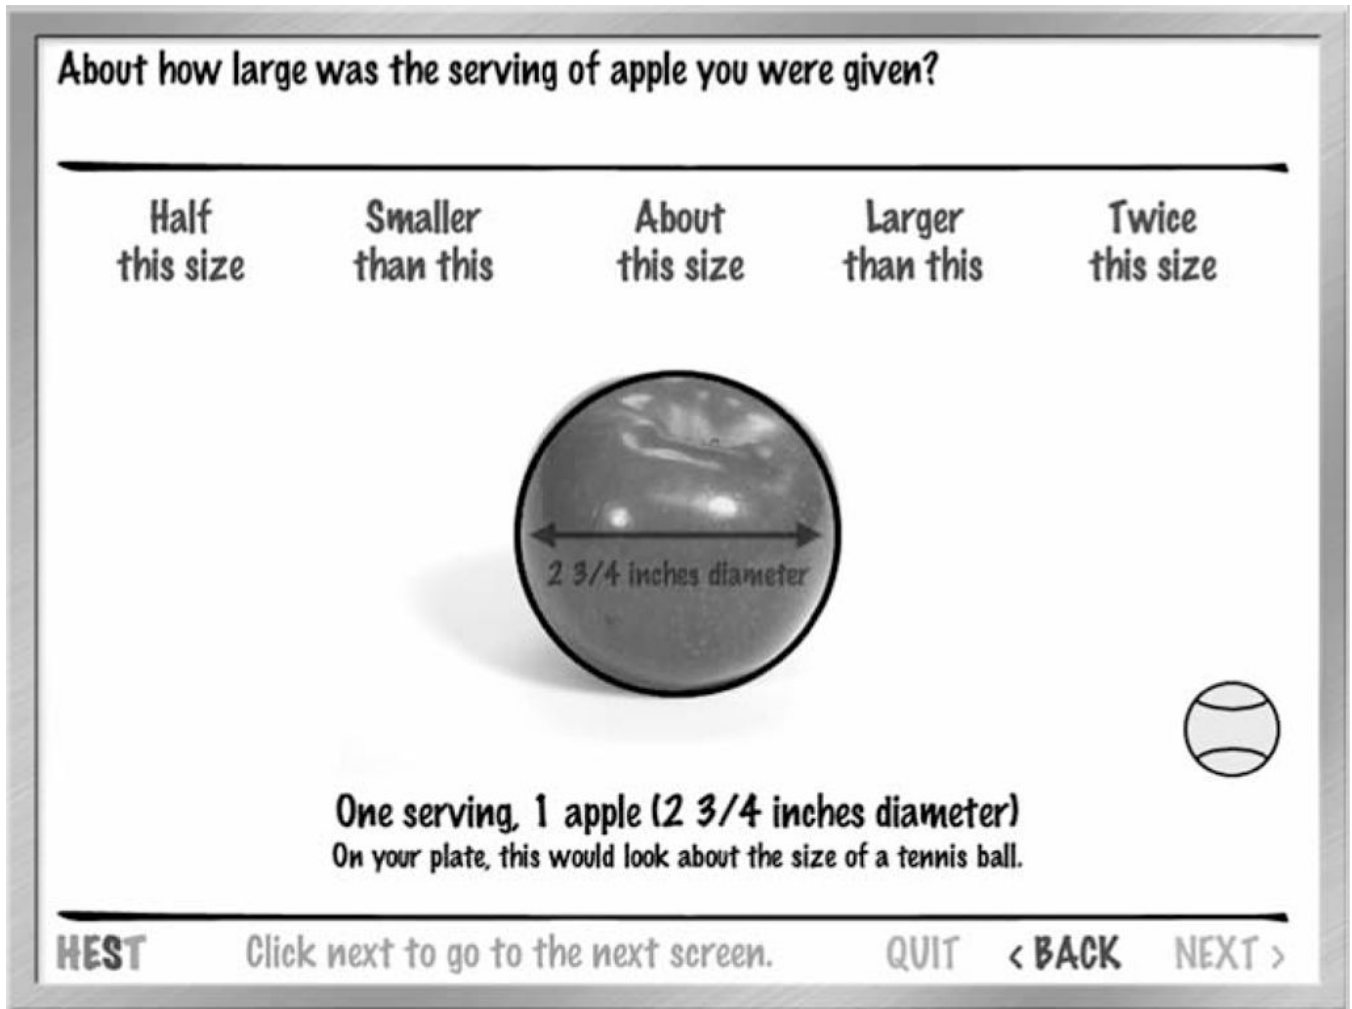 About how large was the serving of apple you were given?
Half this size
Smaller than this
About this size
Larger than this
Twice this size
2 3/4 inches diameter
One serving, 1 apple (2 3/4 inches diameter)
On your plate, this would look about the size of a tennis ball.
HEST Click next to go to the next screen. QUIT < BACK NEXT >